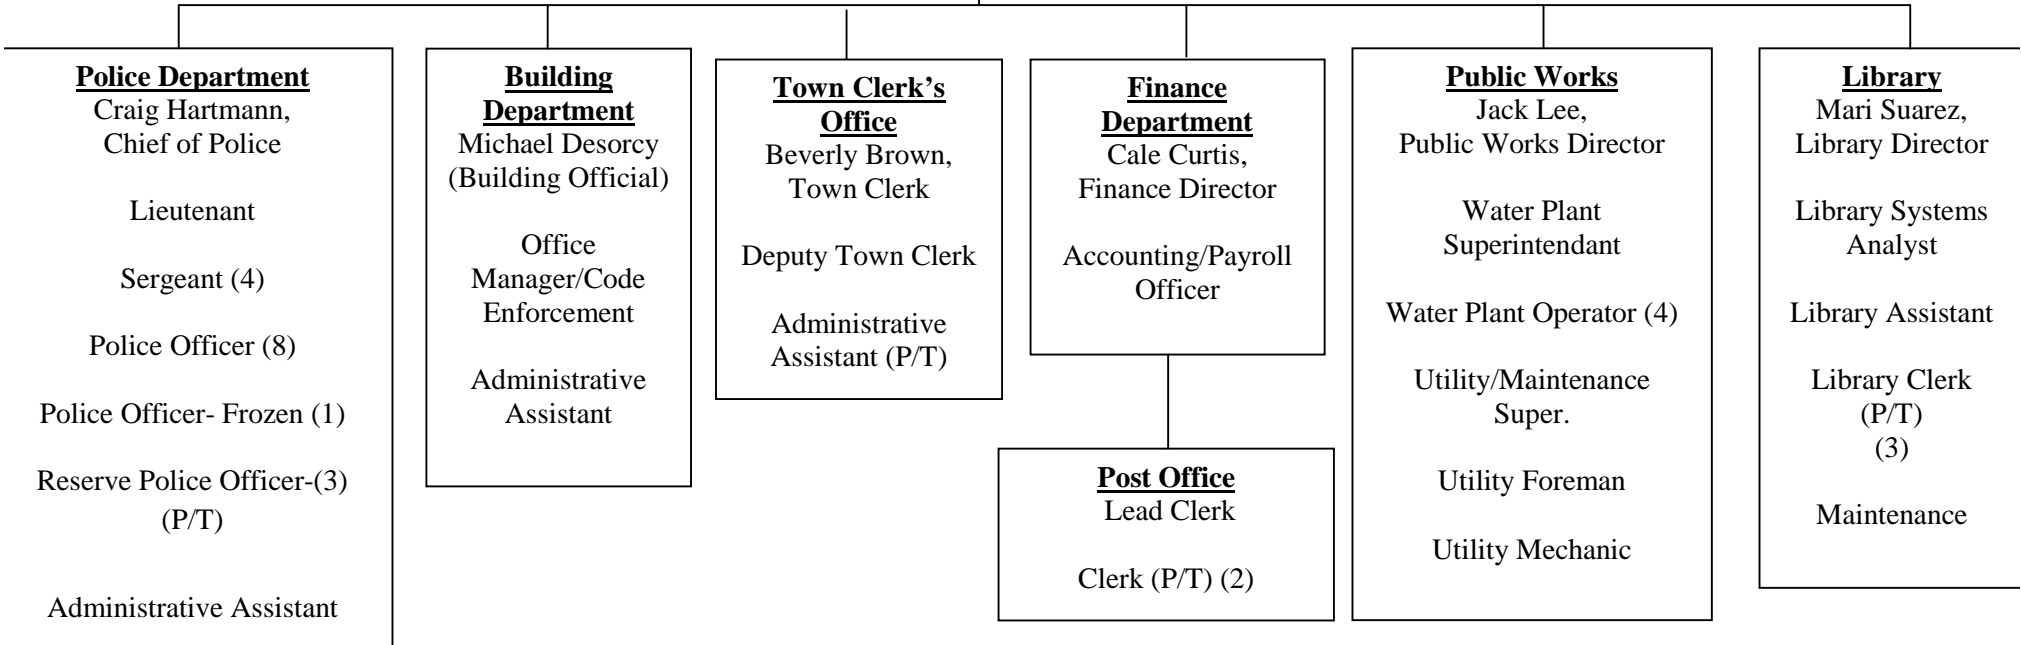 Police Department
Craig Hartmann,
Chief of Police
Lieutenant
Sergeant (4)
Police Officer (8)
Police Officer- Frozen (1)
Reserve Police Officer-(3)
(P/T)
Administrative Assistant
Building
Department
Michael Desorcy
(Building Official)
Office
Manager/Code
Enforcement
Administrative
Assistant
Town Clerk's
Office
Beverly Brown,
Town Clerk
Deputy Town Clerk
Administrative
Assistant (P/T)
Finance
Department
Cale Curtis,
Finance Director
Accounting/Payroll
Officer
Post Office
Lead Clerk
Clerk (P/T) (2)
Public Works
Jack Lee,
Public Works Director
Water Plant
Superintendant
Water Plant Operator (4)
Utility/Maintenance
Super.
Utility Foreman
Utility Mechanic
Library
Mari Suarez,
Library Director
Library Systems
Analyst
Library Assistant
Library Clerk
(P/T)
(3)
Maintenance